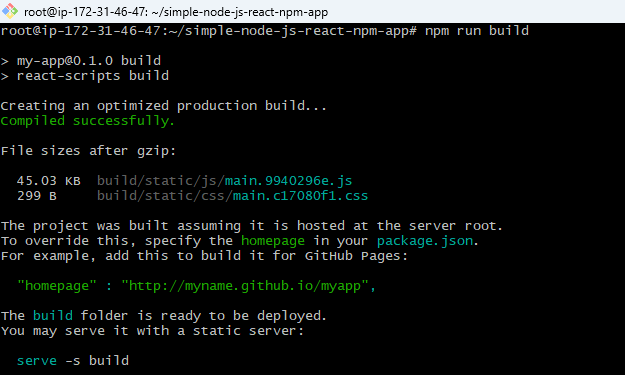 root@ip-172-31-46-47: ~/simple-node-js-react-npm-app
root@ip-172-31-46-47:~/simple-node-js-react-npm-app# npm run build
> my-app@0.1.0 build
> react-scripts build
Creating an optimized production build...
Compiled successfully.
File sizes after gzip:
45.03 KB  build/static/js/main.9940296e.js
299 B     build/static/css/main.c17080f1.css
The project was built assuming it is hosted at the server root.
To override this, specify the homepage in your package.json.
For example, add this to build it for GitHub Pages:
"homepage" : "http://myname.github.io/myapp",
The build folder is ready to be deployed.
You may serve it with a static server:
serve -s build